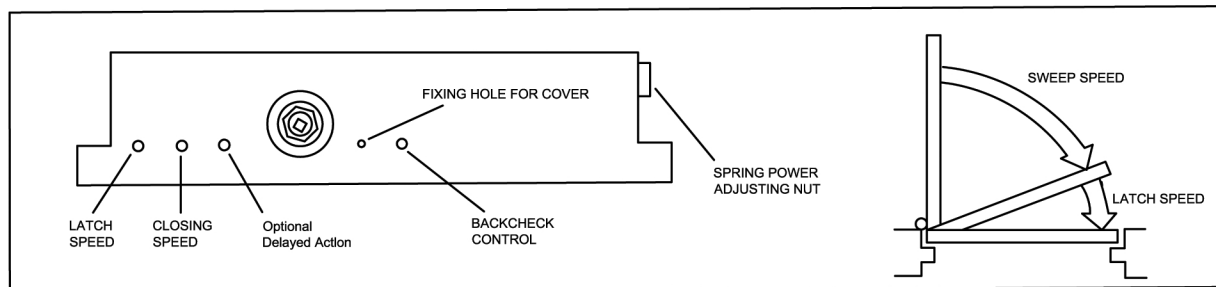 FIXING HOLE FOR COVER
LATCH
SPEED
CLOSING
SPEED
Optional
Delayed Action
BACKCHECK
CONTROL
SPRING POWER
ADJUSTING NUT
SWEEP SPEED
LATCH SPEED